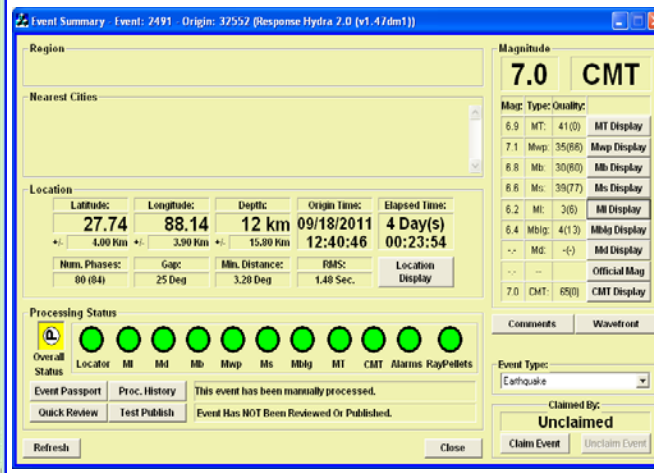 Event Summary - Event: 2491 - Origin: 32552 (Response Hydra 2.0 (v1.47dm1))
Region
Nearest Cities
Location
Latitude: Longitude: Depth: Origin Time: Elapsed Time:
27.74 88.14 12 km 09/18/2011 4 Day(s)
+/- 4.00 Km +/- 3.90 Km +/- 15.80 Km 12:40:46 00:23:54
Num. Phases: Gap: Min. Distance: RMS: Location
80 (84) 25 Deg 3.28 Deg 1.48 Sec. Display
Processing Status
P
Overall Status Locator Ml Md Mb Mwp Ms Mblg MT CMT Alarms RayPellets
Event Passport Proc. History This event has been manually processed.
Quick Review Test Publish Event Has NOT Been Reviewed Or Published.
Refresh Close
Magnitude
7.0 CMT
Mag: Type: Quality:
6.9 MT: 41(0) MT Display
7.1 Mwp: 35(66) Mwp Display
6.8 Mb: 30(60) Mb Display
6.6 Ms: 39(77) Ms Display
6.2 Ml: 3(6) Ml Display
6.4 Mblg: 4(13) Mblg Display
-.- Md: -(-) Md Display
-.- -- Official Mag
7.0 CMT: 65(0) CMT Display
Comments Wavefront
Event Type:
Earthquake
Claimed By:
Unclaimed
Claim Event Unclaim Event